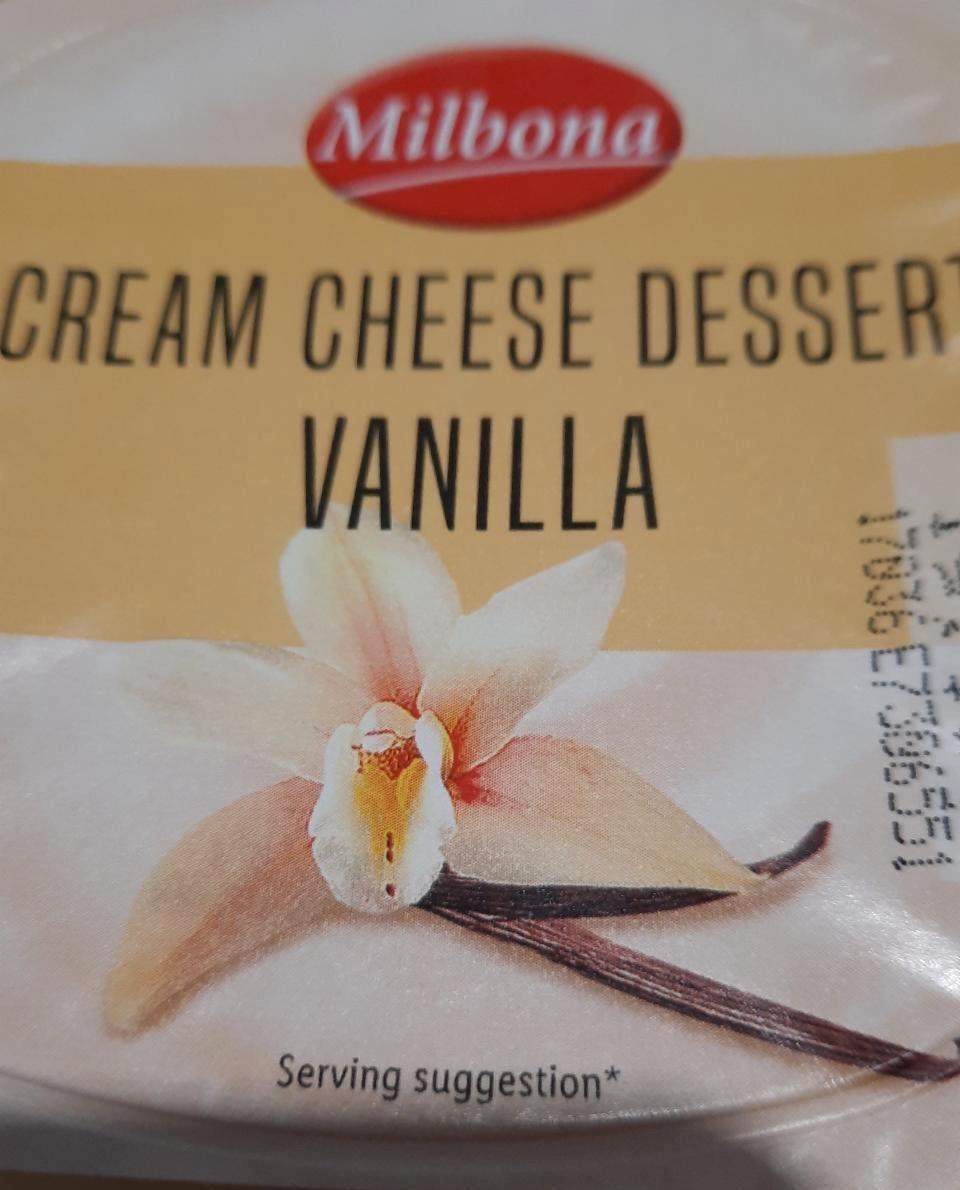 Milbona
CREAM CHEESE DESSERT
VANILLA
Serving suggestion*